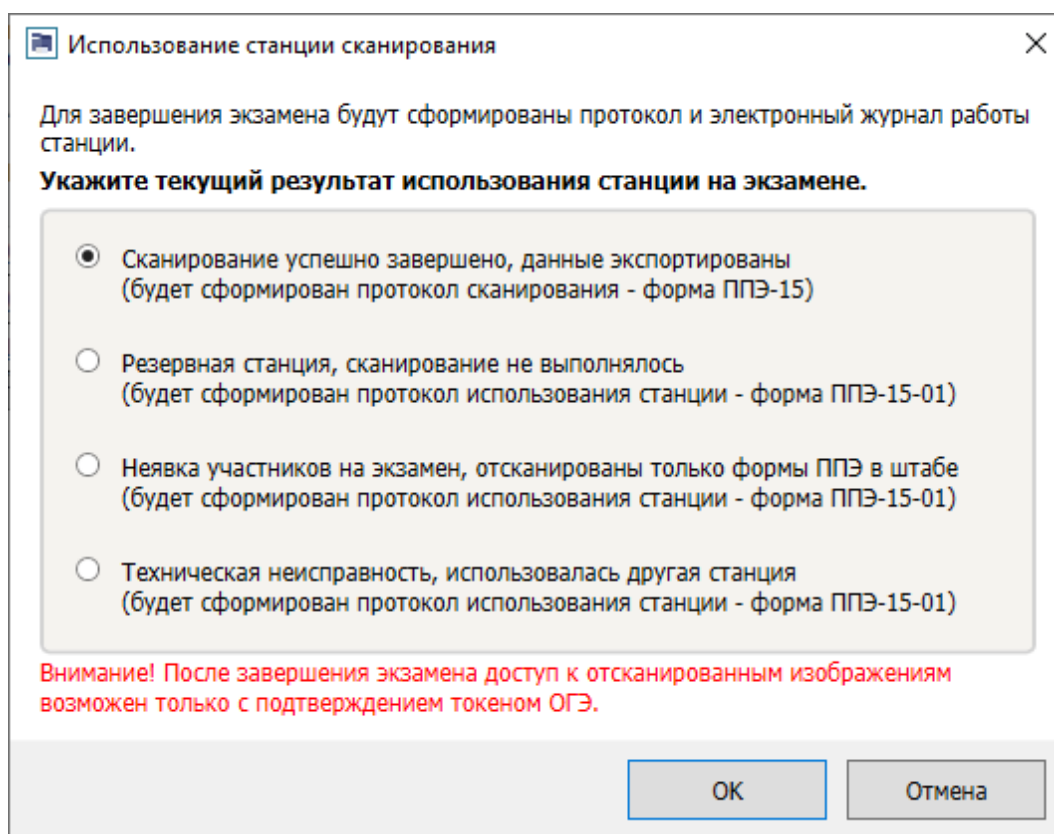 Использование станции сканирования
Для завершения экзамена будут сформированы протокол и электронный журнал работы
станции.
Укажите текущий результат использования станции на экзамене.
Сканирование успешно завершено, данные экспортированы
(будет сформирован протокол сканирования - форма ППЭ-15)
Резервная станция, сканирование не выполнялось
(будет сформирован протокол использования станции - форма ППЭ-15-01)
Неявка участников на экзамен, отсканированы только формы ППЭ в штабе
(будет сформирован протокол использования станции - форма ППЭ-15-01)
Техническая неисправность, использовалась другая станция
(будет сформирован протокол использования станции - форма ППЭ-15-01)
Внимание! После завершения экзамена доступ к отсканированным изображениям
возможен только с подтверждением токеном ОГЭ.
ОК
Отмена